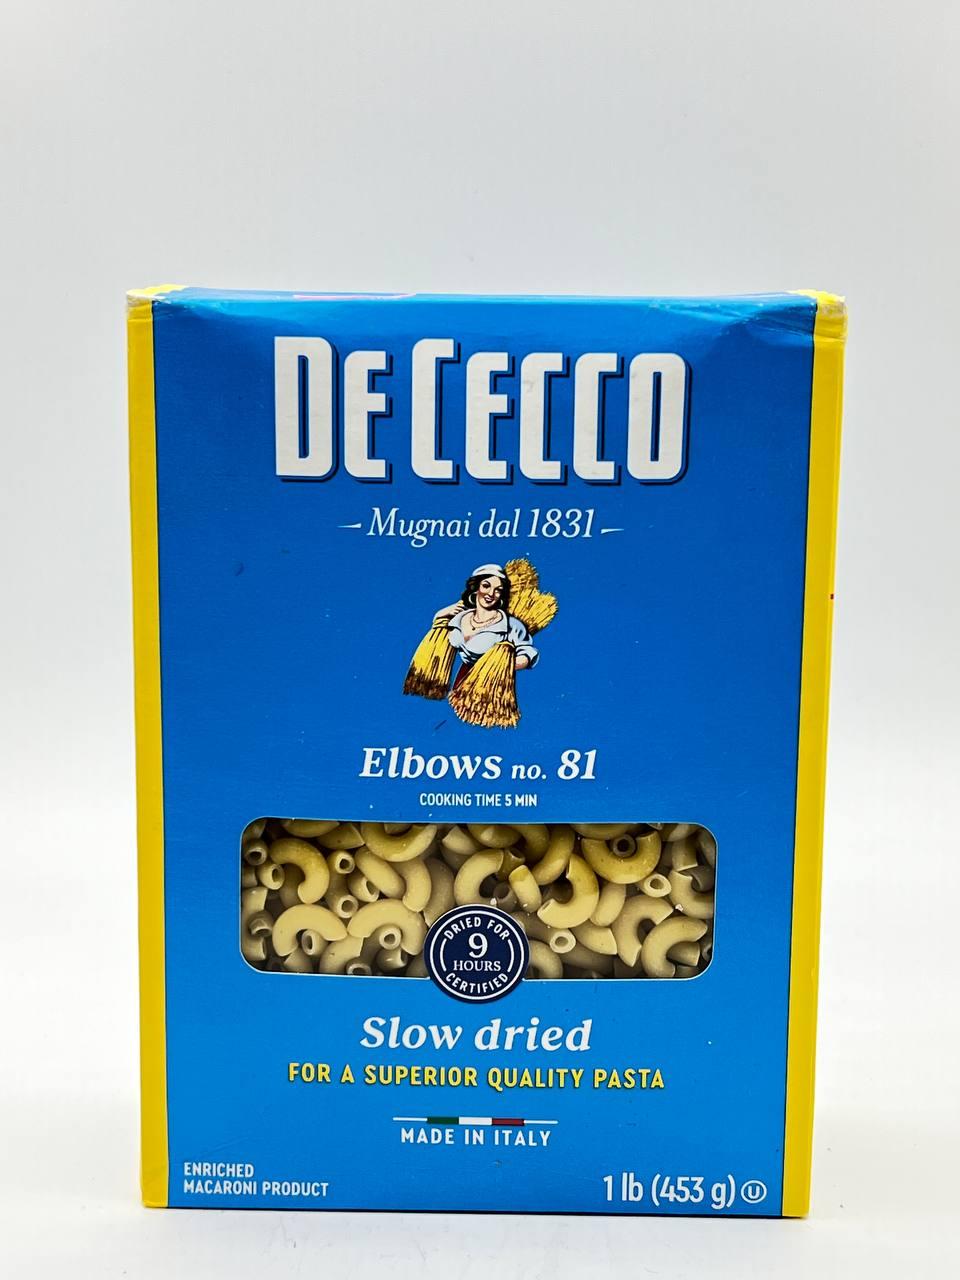 DE CECCO
Mugnai dal 1831
Elbows no. 81
COOKING TIME 5 MIN
DRIED FOR
9
HOURS
CERTIFIED
Slow dried
FOR A SUPERIOR QUALITY PASTA
MADE IN ITALY
ENRICHED
MACARONI PRODUCT
1 lb (453 g) U